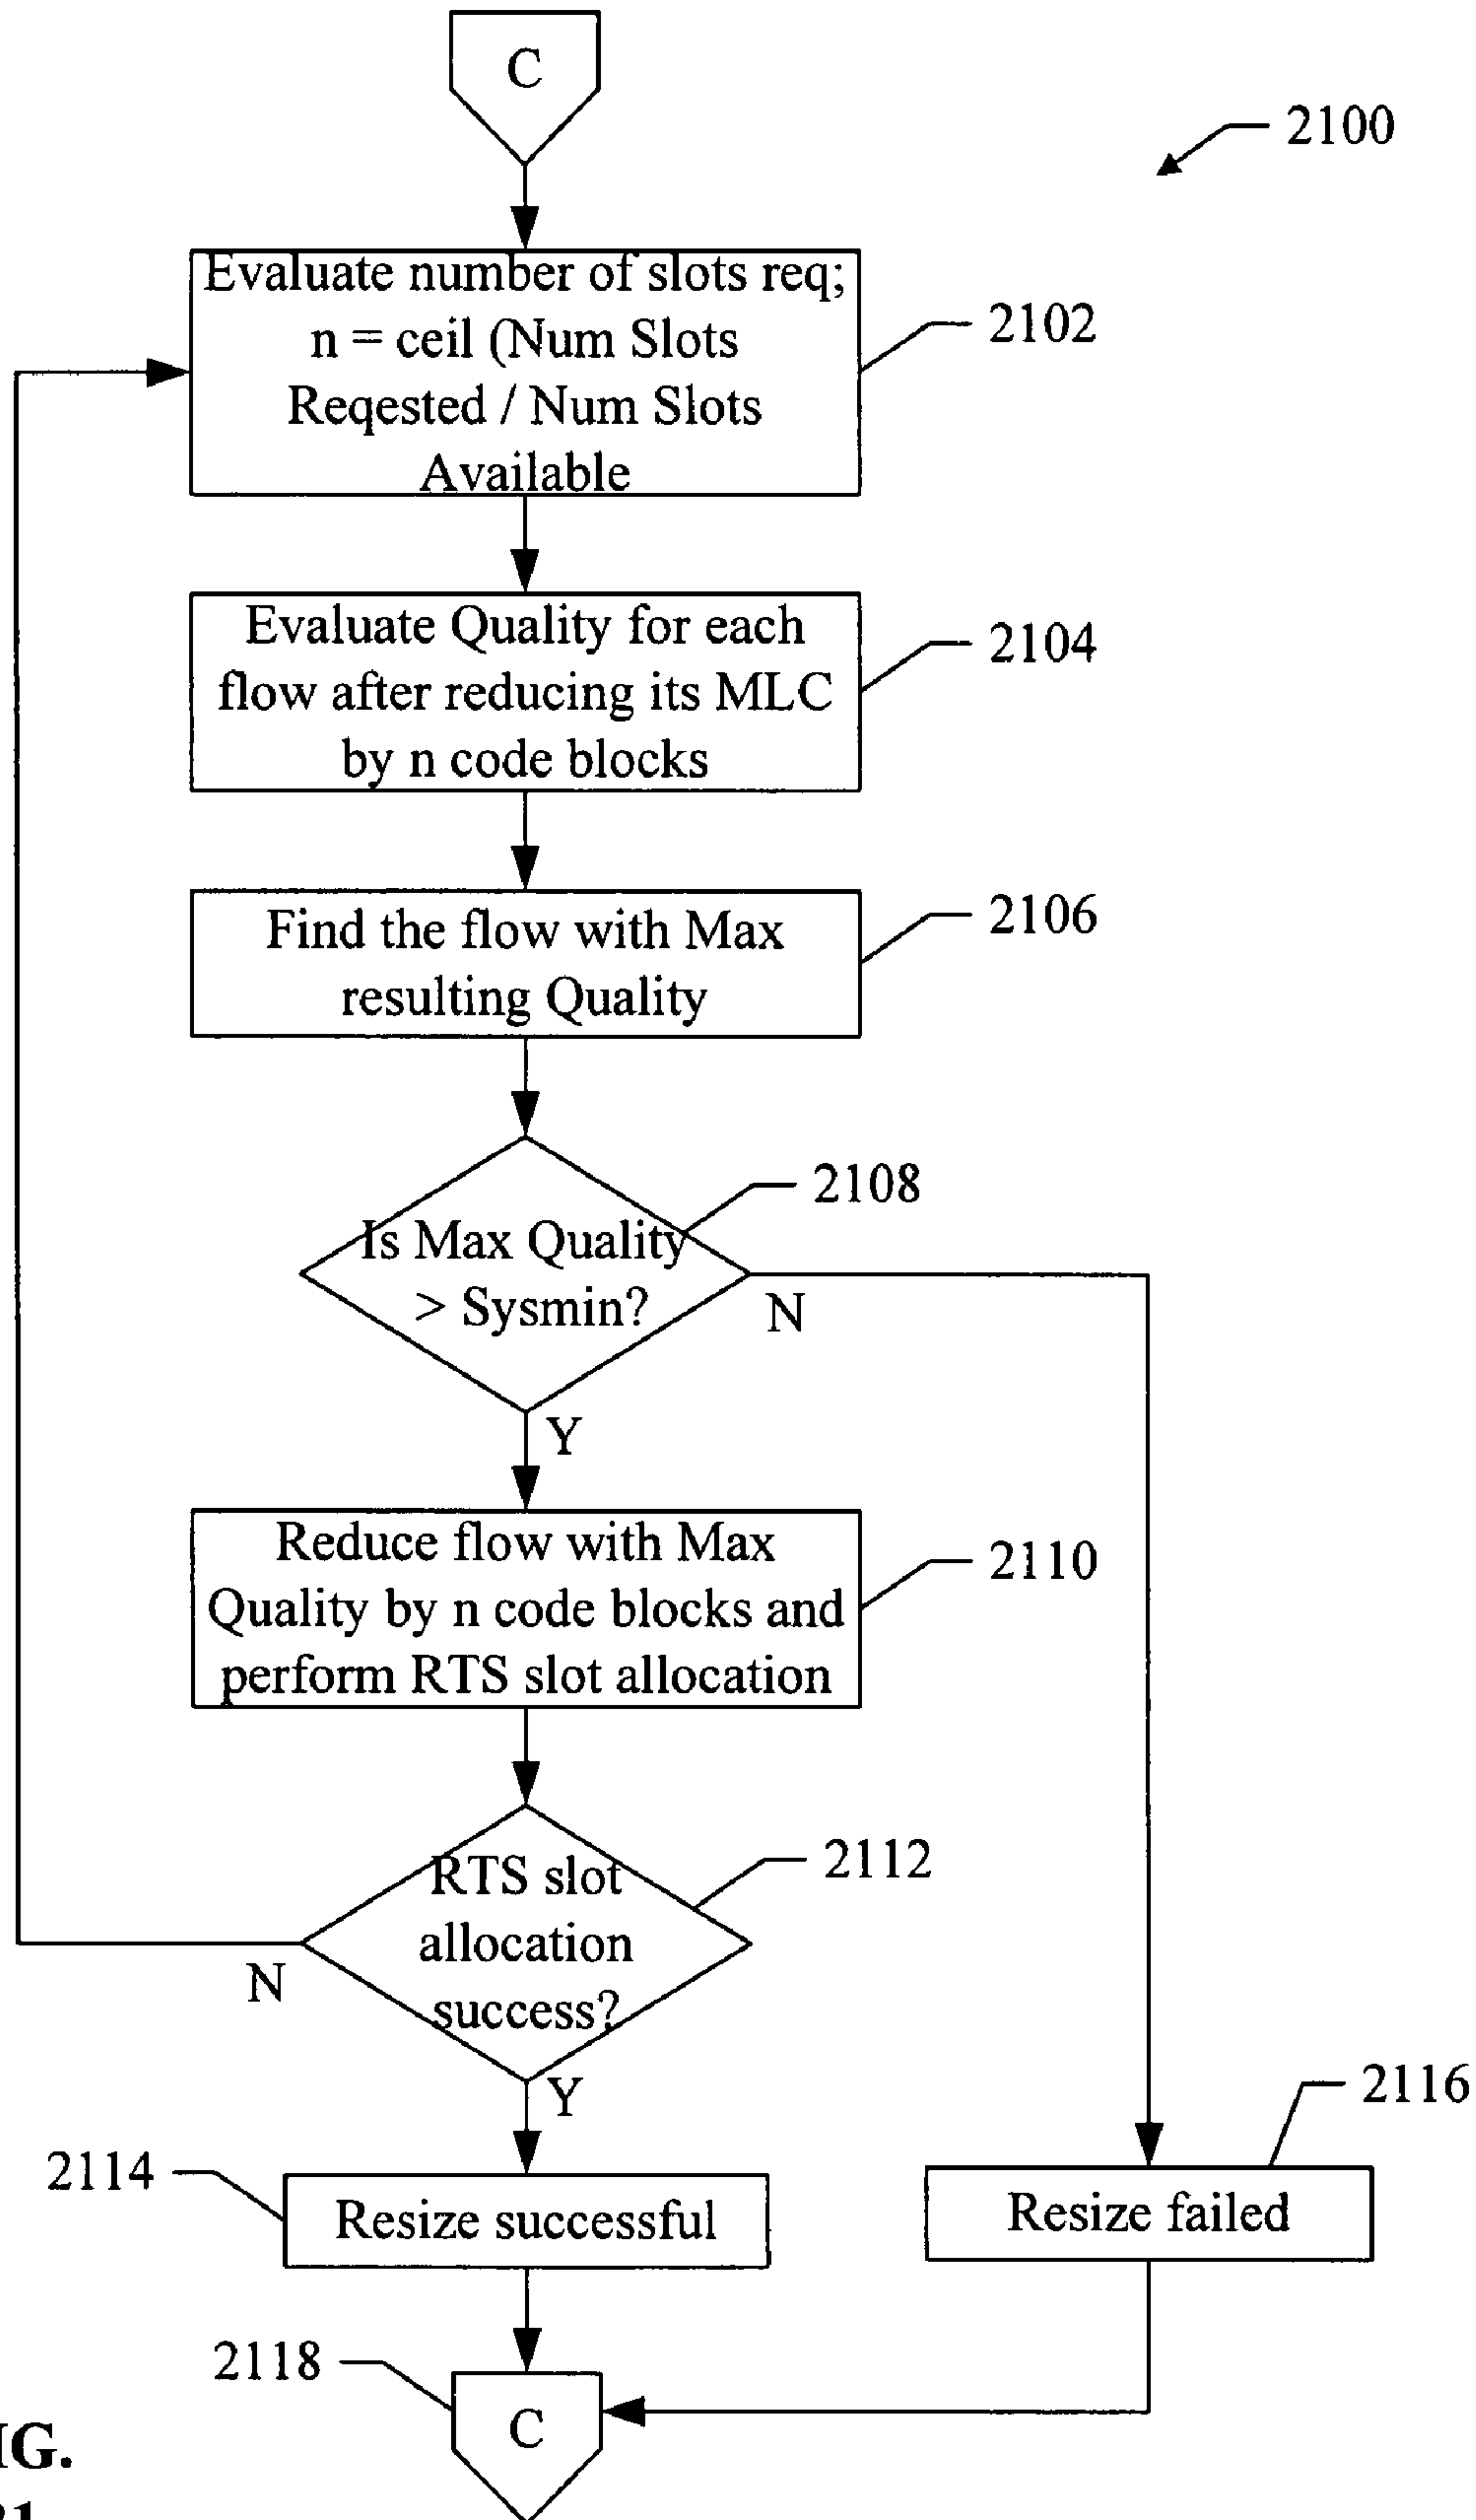 C
2100
Evaluate number of slots req;
n = ceil (Num Slots
Reqested / Num Slots
Available
2102
Evaluate Quality for each
flow after reducing its MLC
by n code blocks
2104
Find the flow with Max
resulting Quality
2106
Is Max Quality
> Sysmin?
2108
N
Y
Reduce flow with Max
Quality by n code blocks and
perform RTS slot allocation
2110
RTS slot
allocation
success?
2112
N
Y
2116
2114
Resize successful
Resize failed
2118
C
IG.